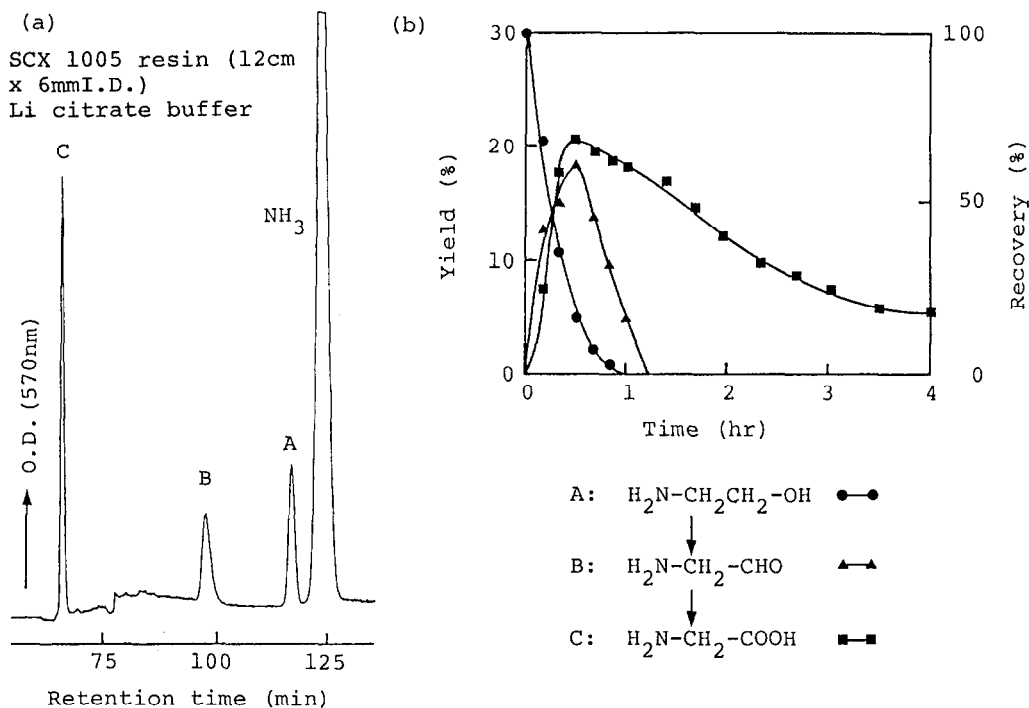 (a)
SCX 1005 resin (12cm
x 6mmI.D.)
Li citrate buffer
C
NH3
B
A
O.D. (570nm)
75 100 125
Retention time (min)
(b)
30
20
10
0
Yield (%)
100
50
0
Recovery (%)
0 1 2 3 4
Time (hr)
A: H2N-CH2CH2-OH
B: H2N-CH2-CHO
C: H2N-CH2-COOH